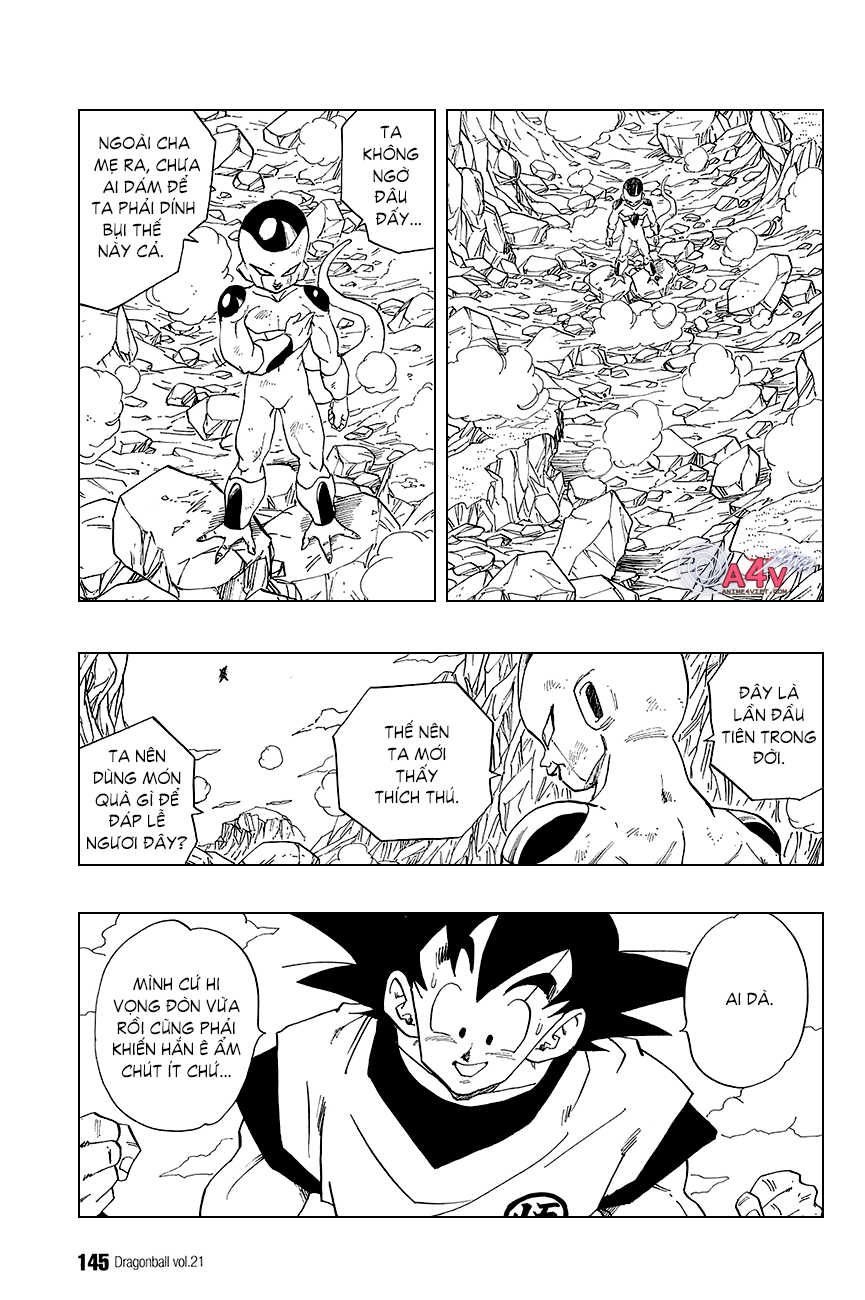 TA
KHÔNG
NGỜ
ĐÂU
ĐẤY...
NGOÀI CHA
MẸ RA, CHƯA
AI DÁM ĐỂ
TA PHẢI DÍNH
BỤI THẾ
NÀY CẢ.
A4v
ANIME4VIET.COM
ĐÂY LÀ
LẦN ĐẦU
TIÊN TRONG
ĐỜI.
THẾ NÊN
TA MỚI
THẤY
THÍCH THÚ.
TA NÊN
DÙNG MÓN
QUÀ GÌ ĐỂ
ĐÁP LỄ
NGƯƠI ĐÂY?
AI DÀ.
MÌNH CỨ HI
VỌNG ĐÒN VỪA
RỒI CŨNG PHẢI
KHIẾN HẮN Ê ẨM
CHÚT ÍT CHỨ...
悟
145 Dragonball vol.21